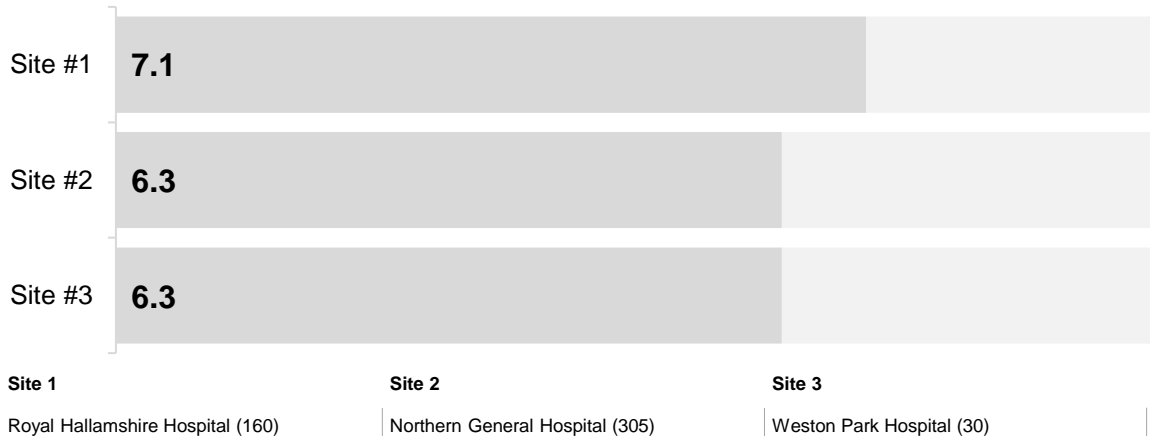 Site #1 7.1
Site #2 6.3
Site #3 6.3
Site 1 Site 2 Site 3
Royal Hallamshire Hospital (160) Northern General Hospital (305) Weston Park Hospital (30)